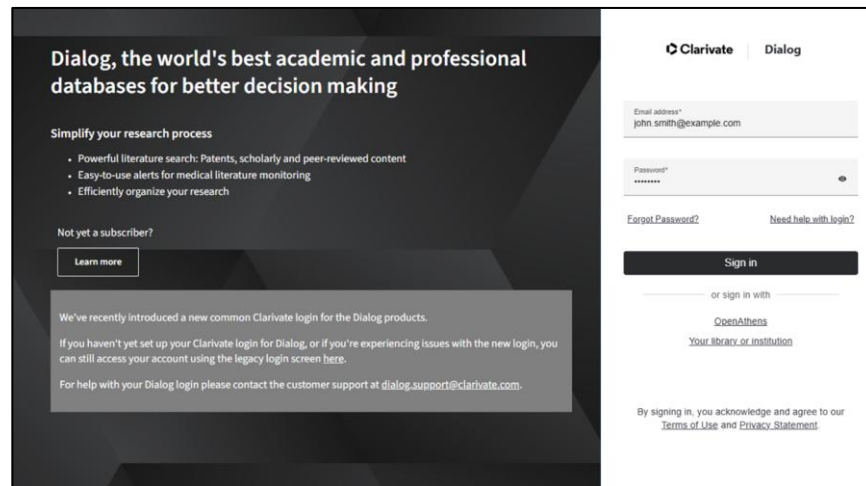 Dialog, the world's best academic and professional
databases for better decision making
Simplify your research process
• Powerful literature search: Patents, scholarly and peer-reviewed content
• Easy-to-use alerts for medical literature monitoring
• Efficiently organize your research
Not yet a subscriber?
Learn more
We've recently introduced a new common Clarivate login for the Dialog products.
If you haven't yet set up your Clarivate login for Dialog, or if you're experiencing issues with the new login, you
can still access your account using the legacy login screen here.
For help with your Dialog login please contact the customer support at dialog.support@clarivate.com.
Clarivate Dialog
Email address*
john.smith@example.com
Password*
••••••••
Forgot Password? Need help with login?
Sign in
or sign in with
OpenAthens
Your library or institution
By signing in, you acknowledge and agree to our
Terms of Use and Privacy Statement.